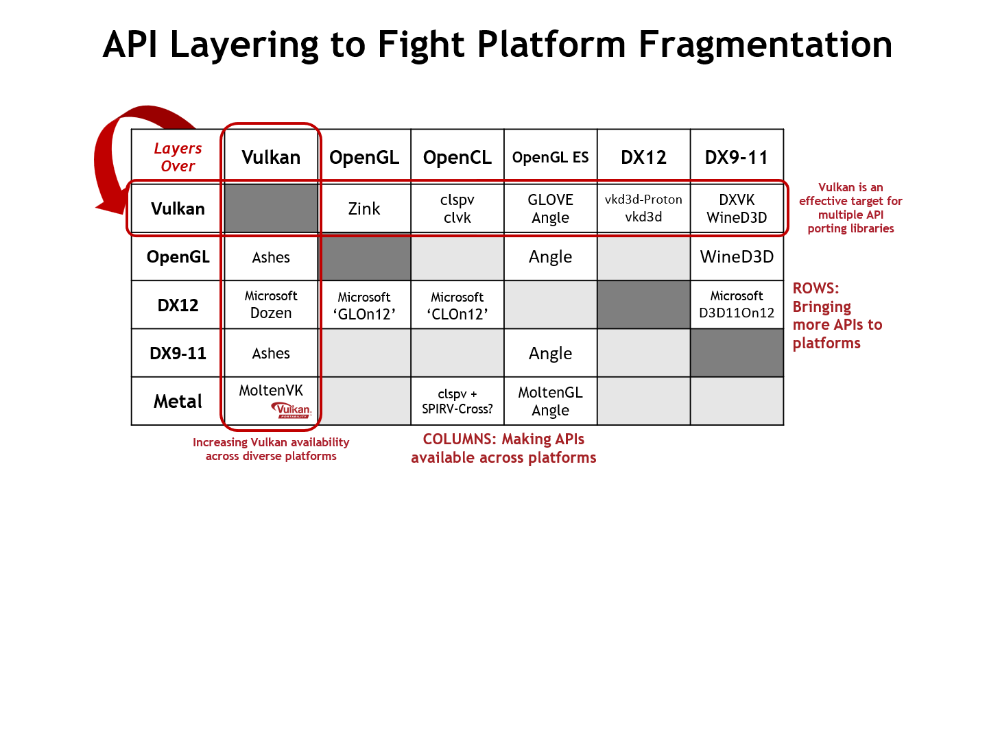 API Layering to Fight Platform Fragmentation
Layers
Over
Vulkan
OpenGL
OpenCL
OpenGL ES
DX12
DX9-11
Vulkan
Zink
clspv
clvk
GLOVE
Angle
vkd3d-Proton
vkd3d
DXVK
WineD3D
Vulkan is an
effective target for
multiple API
porting libraries
OpenGL
Ashes
Angle
WineD3D
DX12
Microsoft
Dozen
Microsoft
‘GLOn12’
Microsoft
‘CLOn12’
Microsoft
D3D11On12
ROWS:
Bringing
more APIs to
platforms
DX9-11
Ashes
Angle
Metal
MoltenVK
Vulkan.
clspv +
SPIRV-Cross?
MoltenGL
Angle
Increasing Vulkan availability
across diverse platforms
COLUMNS: Making APIs
available across platforms